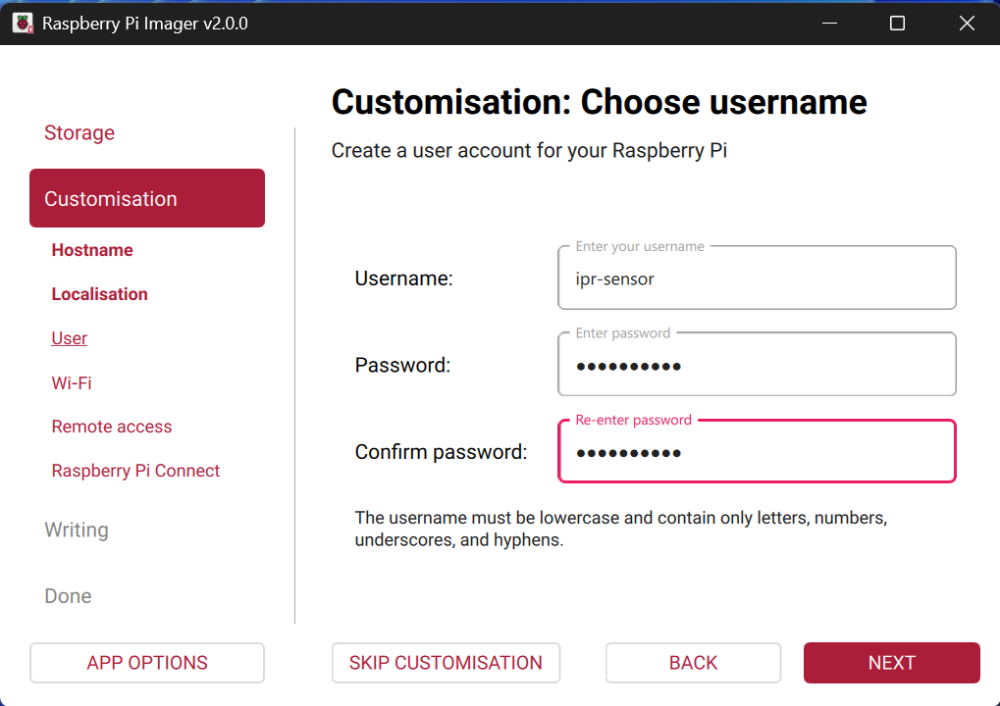 Raspberry Pi Imager v2.0.0
Storage
Customisation
Hostname
Localisation
User
Wi-Fi
Remote access
Raspberry Pi Connect
Writing
Done
APP OPTIONS
Customisation: Choose username
Create a user account for your Raspberry Pi
Username:
Enter your username
ipr-sensor
Password:
Enter password
••••••••••
Confirm password:
Re-enter password
••••••••••
The username must be lowercase and contain only letters, numbers,
underscores, and hyphens.
SKIP CUSTOMISATION
BACK
NEXT